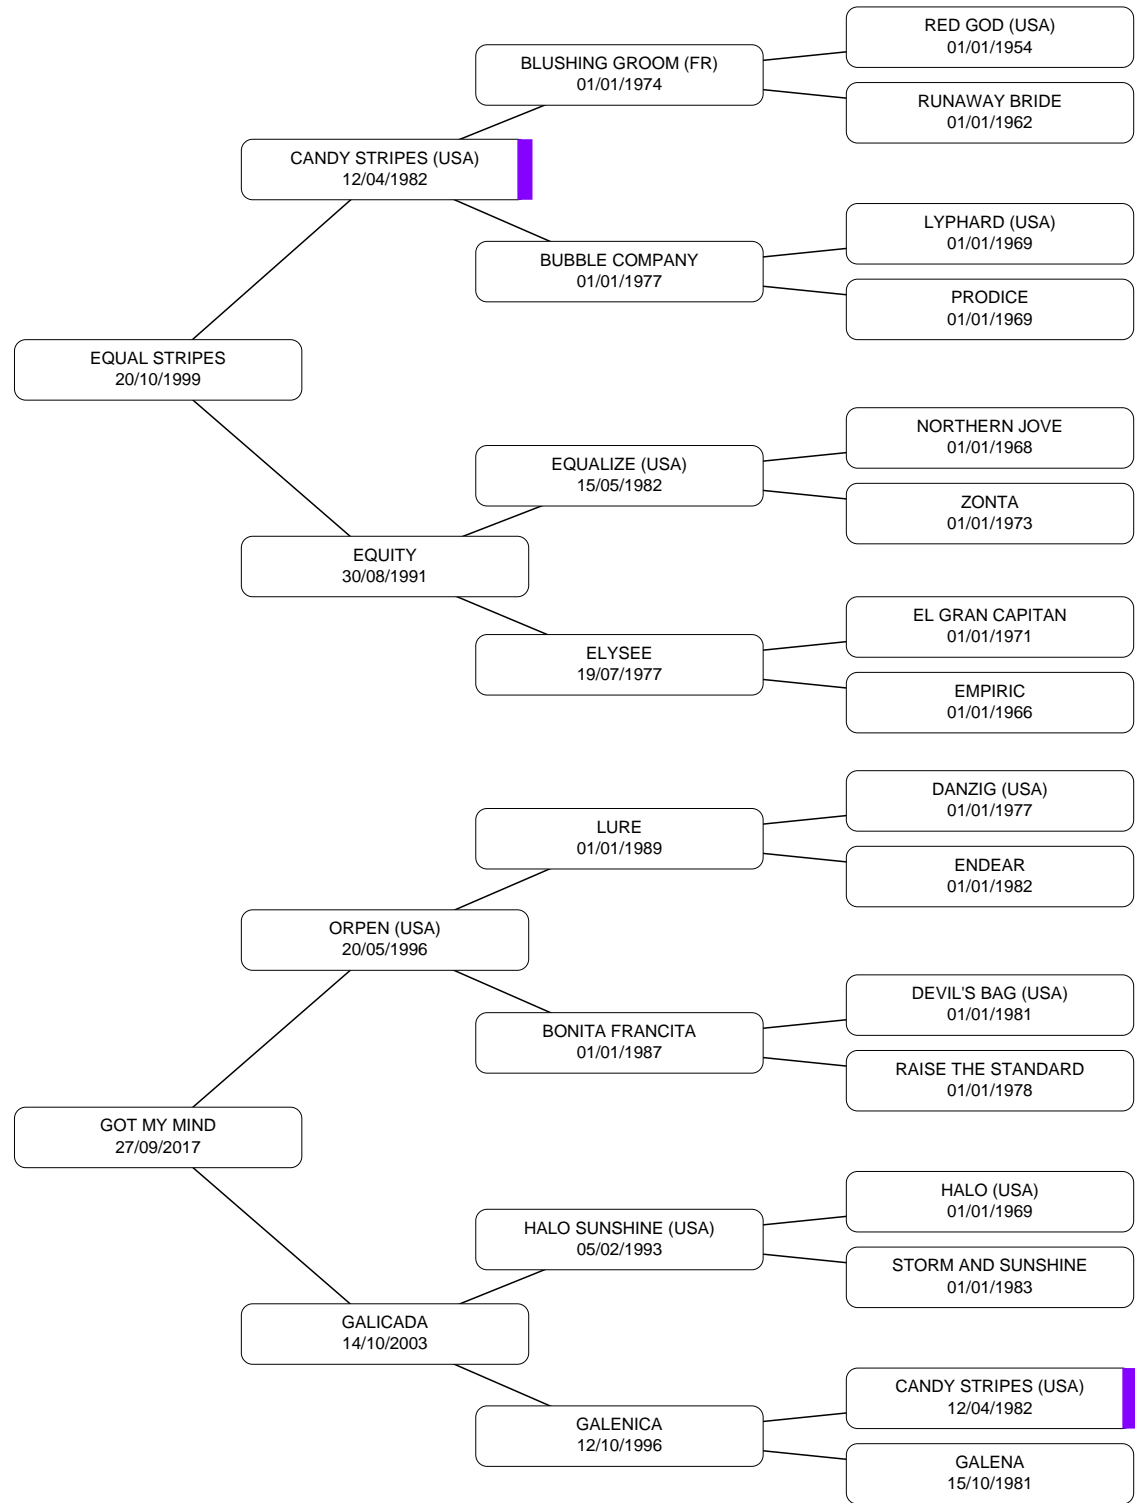 RED GOD (USA)
01/01/1954
BLUSHING GROOM (FR)
01/01/1974
RUNAWAY BRIDE
01/01/1962
CANDY STRIPES (USA)
12/04/1982
LYPHARD (USA)
01/01/1969
BUBBLE COMPANY
01/01/1977
PRODICE
01/01/1969
EQUAL STRIPES
20/10/1999
NORTHERN JOVE
01/01/1968
EQUALIZE (USA)
15/05/1982
ZONTA
01/01/1973
EQUITY
30/08/1991
EL GRAN CAPITAN
01/01/1971
ELYSEE
19/07/1977
EMPIRIC
01/01/1966
DANZIG (USA)
01/01/1977
LURE
01/01/1989
ENDEAR
01/01/1982
ORPEN (USA)
20/05/1996
DEVIL'S BAG (USA)
01/01/1981
BONITA FRANCITA
01/01/1987
RAISE THE STANDARD
01/01/1978
GOT MY MIND
27/09/2017
HALO (USA)
01/01/1969
HALO SUNSHINE (USA)
05/02/1993
STORM AND SUNSHINE
01/01/1983
GALICADA
14/10/2003
CANDY STRIPES (USA)
12/04/1982
GALENICA
12/10/1996
GALENA
15/10/1981